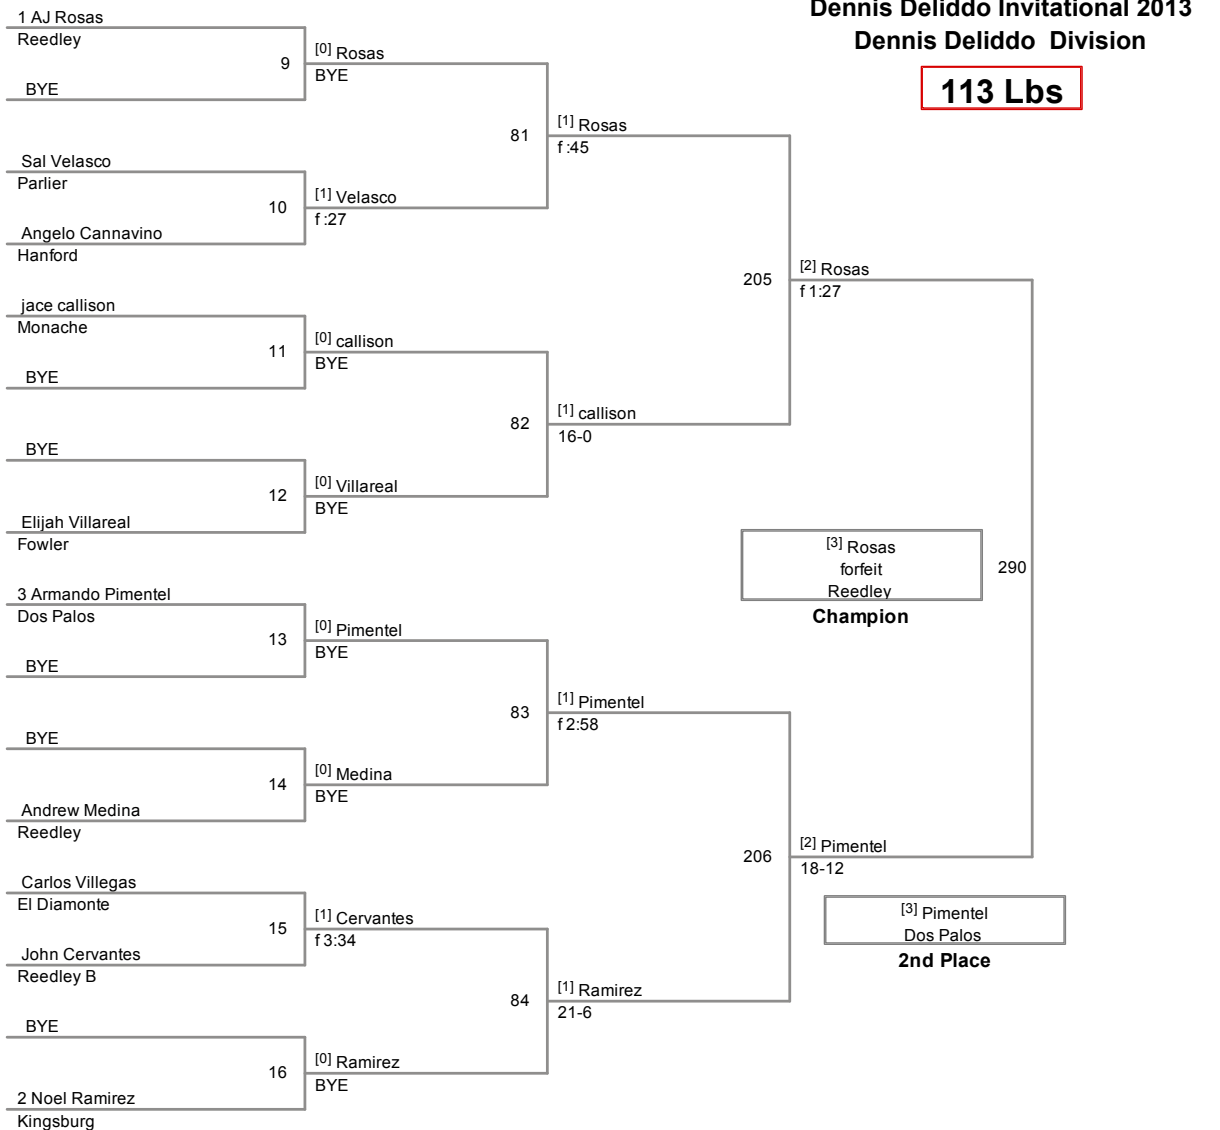 Dennis Deliddo Invitational 2013
Dennis Deliddo Division
113 Lbs
1 AJ Rosas
Reedley
9
BYE
[0] Rosas
BYE
81
Sal Velasco
Parlier
10
Angelo Cannavino
Hanford
[1] Velasco
f :27
[1] Rosas
f :45
205
jace callison
Monache
11
BYE
[0] callison
BYE
82
BYE
12
Elijah Villareal
Fowler
[0] Villareal
BYE
[1] callison
16-0
[2] Rosas
f 1:27
290
[3] Rosas
forfeit
Reedley
Champion
3 Armando Pimentel
Dos Palos
13
BYE
[0] Pimentel
BYE
83
BYE
14
Andrew Medina
Reedley
[0] Medina
BYE
[1] Pimentel
f 2:58
206
Carlos Villegas
El Diamonte
15
John Cervantes
Reedley B
[1] Cervantes
f 3:34
84
BYE
16
2 Noel Ramirez
Kingsburg
[0] Ramirez
BYE
[1] Ramirez
21-6
[2] Pimentel
18-12
[3] Pimentel
Dos Palos
2nd Place